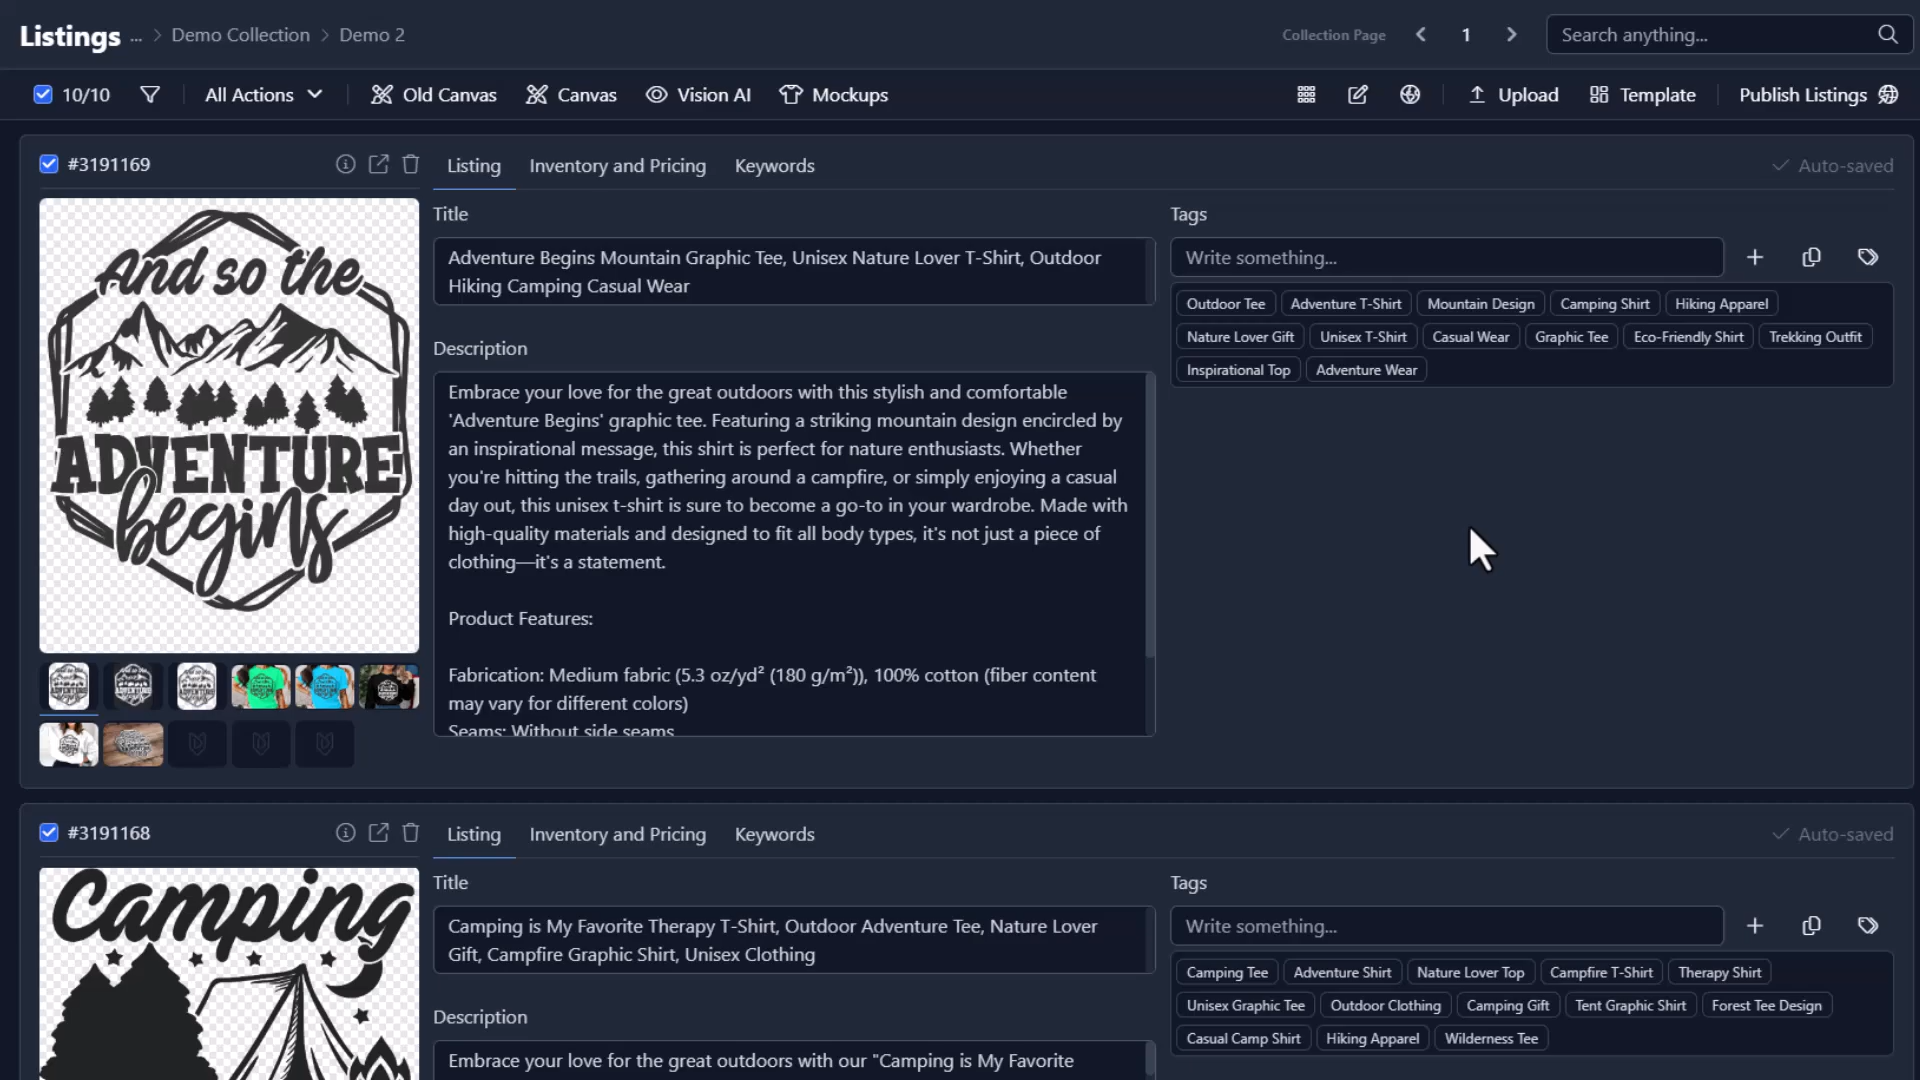 Listings ... > Demo Collection > Demo 2
Collection Page < 1 > Search anything...
10/10 All Actions Old Canvas Canvas Vision AI Mockups Upload Template Publish Listings
#3191169
Listing Inventory and Pricing Keywords Auto-saved
And so the
ADVENTURE
begins
Title
Adventure Begins Mountain Graphic Tee, Unisex Nature Lover T-Shirt, Outdoor
Hiking Camping Casual Wear
Description
Embrace your love for the great outdoors with this stylish and comfortable
'Adventure Begins' graphic tee. Featuring a striking mountain design encircled by
an inspirational message, this shirt is perfect for nature enthusiasts. Whether
you're hitting the trails, gathering around a campfire, or simply enjoying a casual
day out, this unisex t-shirt is sure to become a go-to in your wardrobe. Made with
high-quality materials and designed to fit all body types, it's not just a piece of
clothing—it's a statement.
Product Features:
Fabrication: Medium fabric (5.3 oz/yd² (180 g/m²)), 100% cotton (fiber content
may vary for different colors)
Seams: Without side seams
Tags
Write something...
Outdoor Tee Adventure T-Shirt Mountain Design Camping Shirt Hiking Apparel
Nature Lover Gift Unisex T-Shirt Casual Wear Graphic Tee Eco-Friendly Shirt Trekking Outfit
Inspirational Top Adventure Wear
#3191168
Listing Inventory and Pricing Keywords Auto-saved
Camping
Title
Camping is My Favorite Therapy T-Shirt, Outdoor Adventure Tee, Nature Lover
Gift, Campfire Graphic Shirt, Unisex Clothing
Description
Embrace your love for the great outdoors with our "Camping is My Favorite
Tags
Write something...
Camping Tee Adventure Shirt Nature Lover Top Campfire T-Shirt Therapy Shirt
Unisex Graphic Tee Outdoor Clothing Camping Gift Tent Graphic Shirt Forest Tee Design
Casual Camp Shirt Hiking Apparel Wilderness Tee